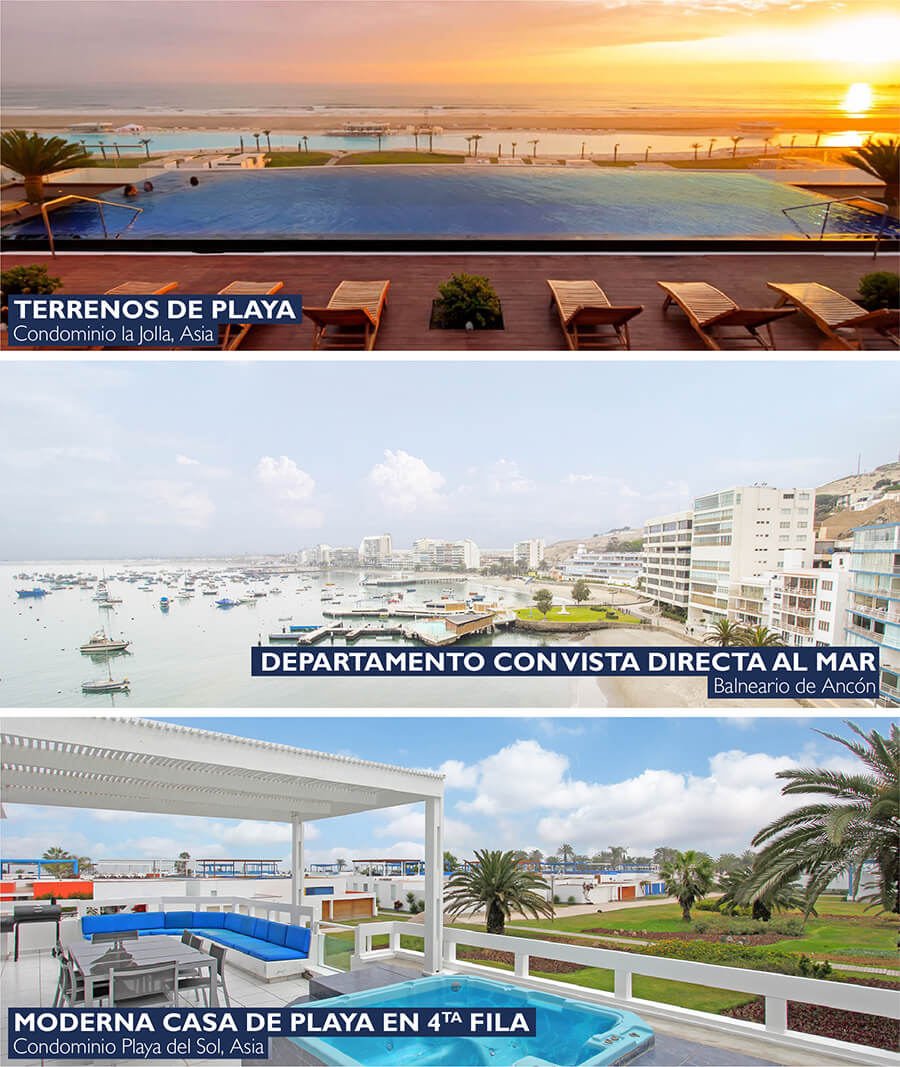 TERRENOS DE PLAYA
Condominio la Jolla, Asia
DEPARTAMENTO CON VISTA DIRECTA AL MAR
Balneario de Ancón
MODERNA CASA DE PLAYA EN 4TA FILA
Condominio Playa del Sol, Asia